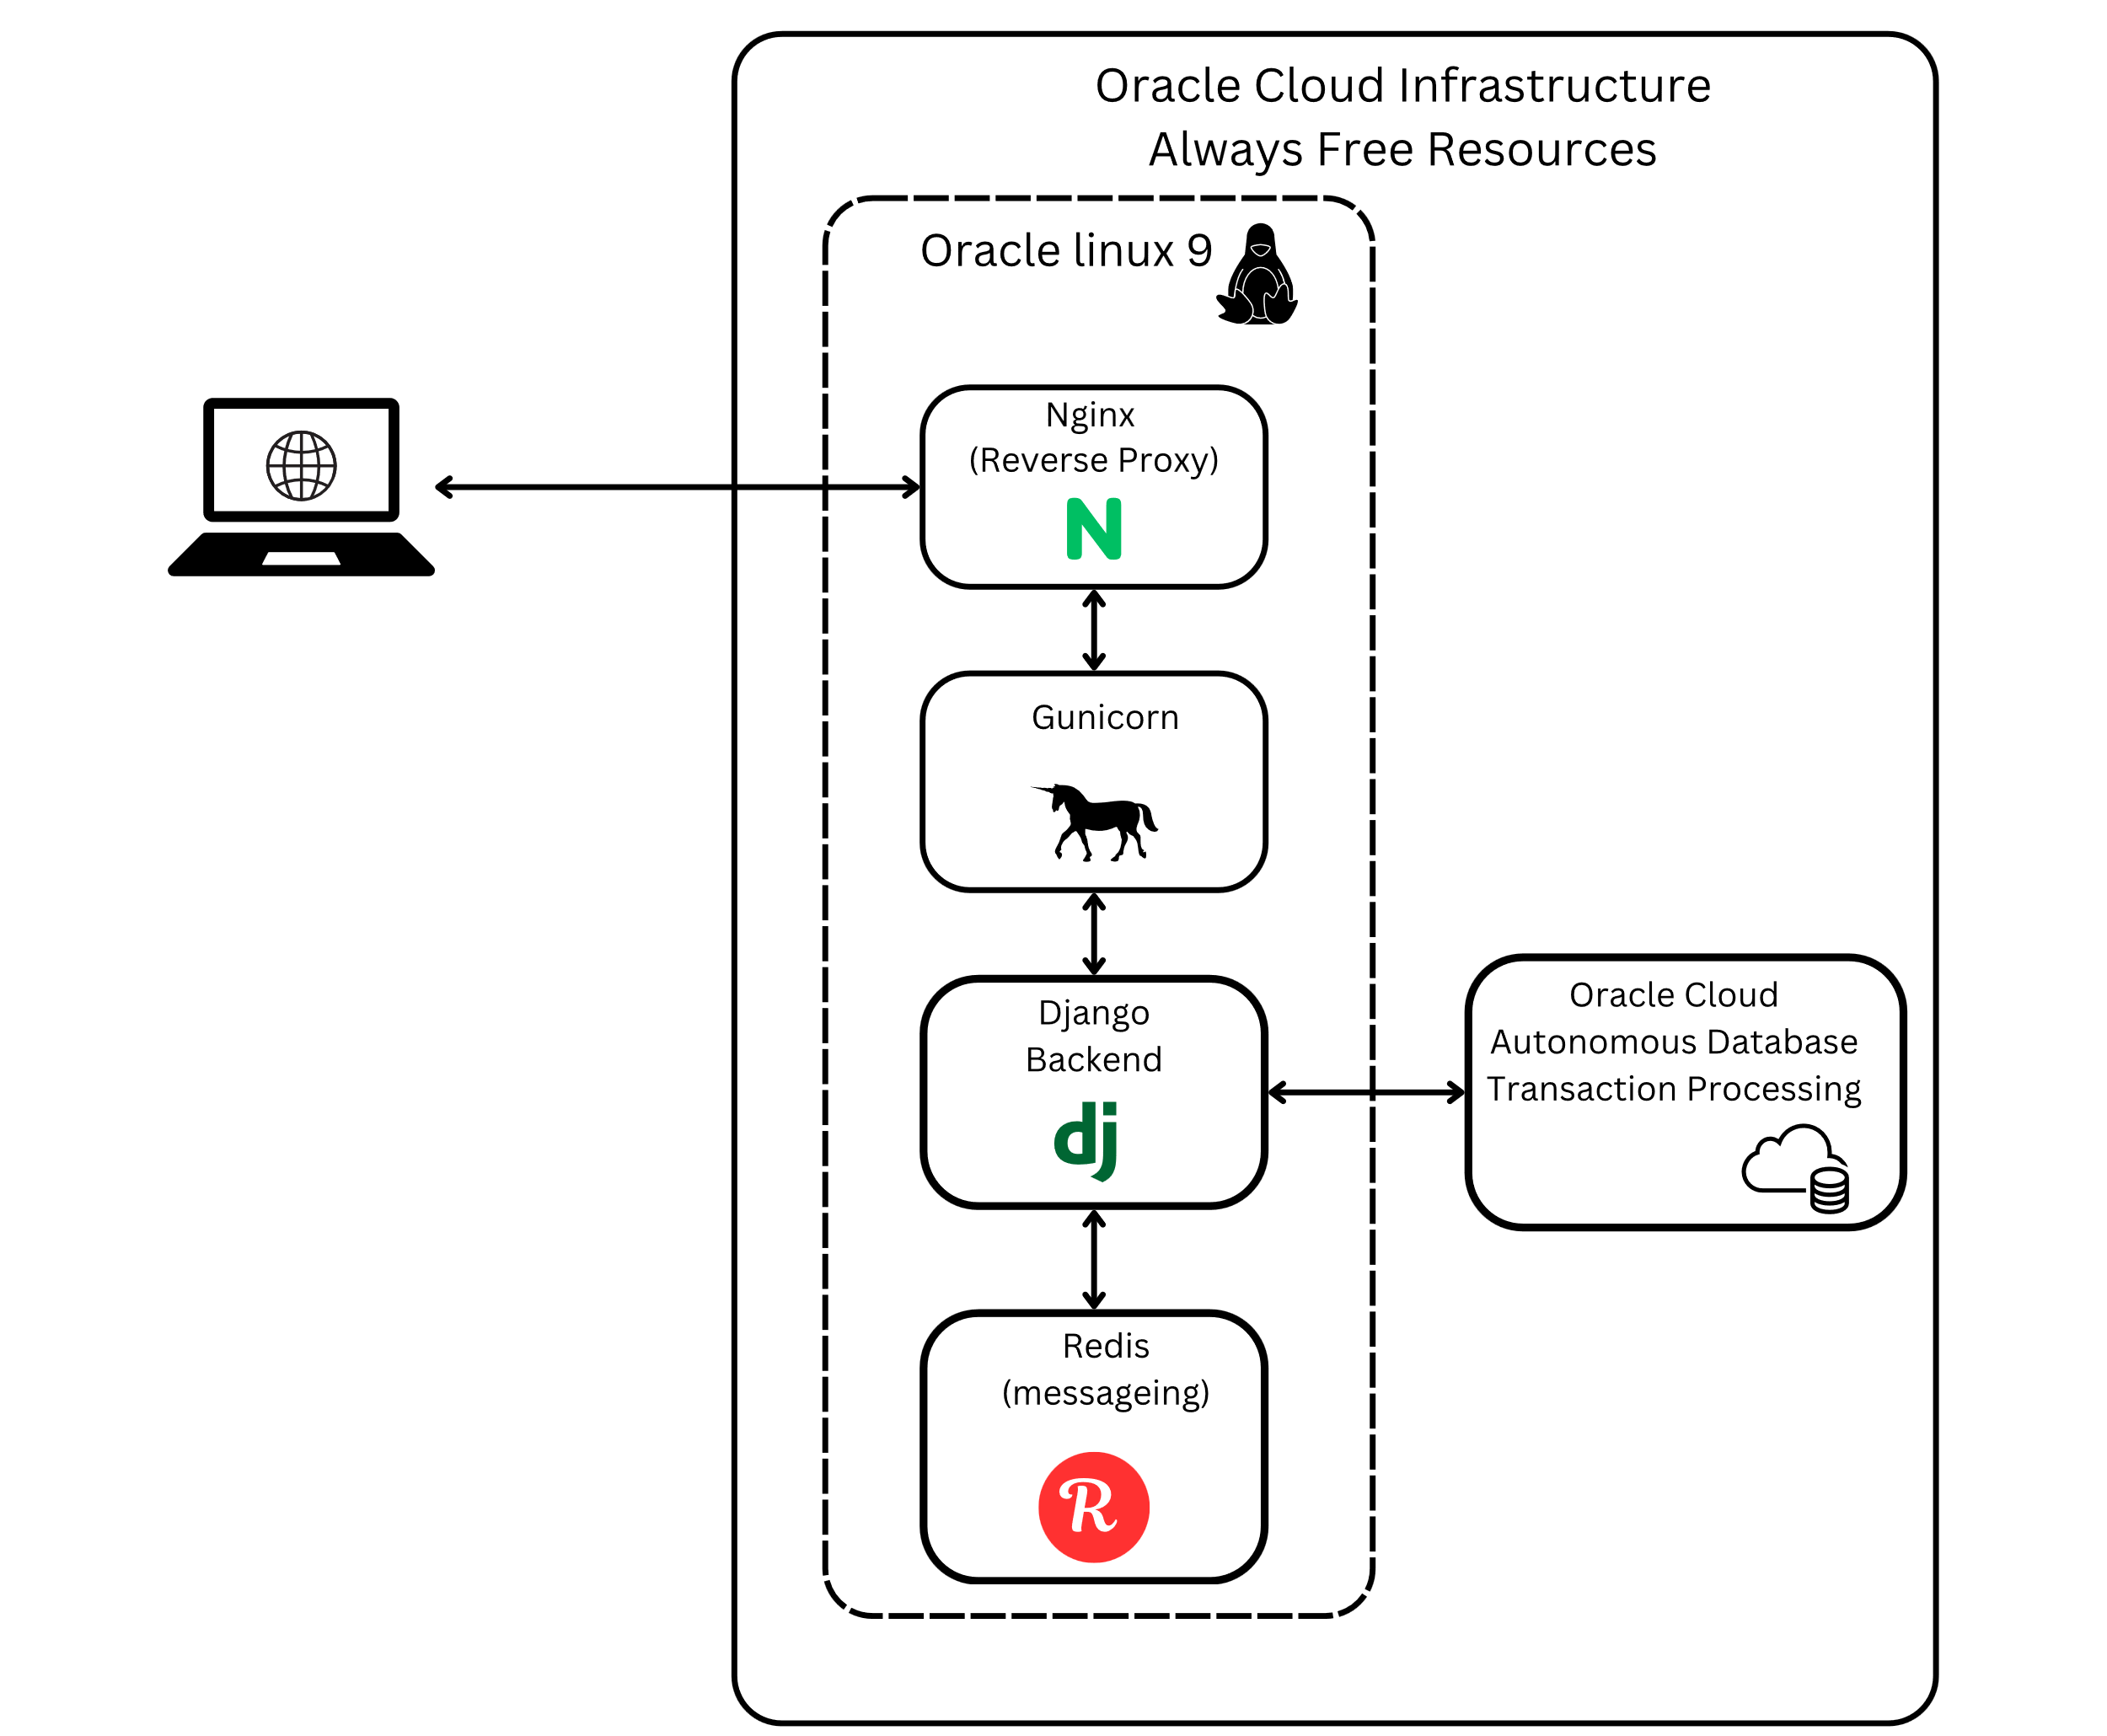 Oracle Cloud Infrastructure
Always Free Resources
Oracle linux 9
Nginx
(Reverse Proxy)
N
Gunicorn
Django
Backend
dj
Oracle Cloud
Autonomous Database
Transaction Processing
Redis
(messageing)
R